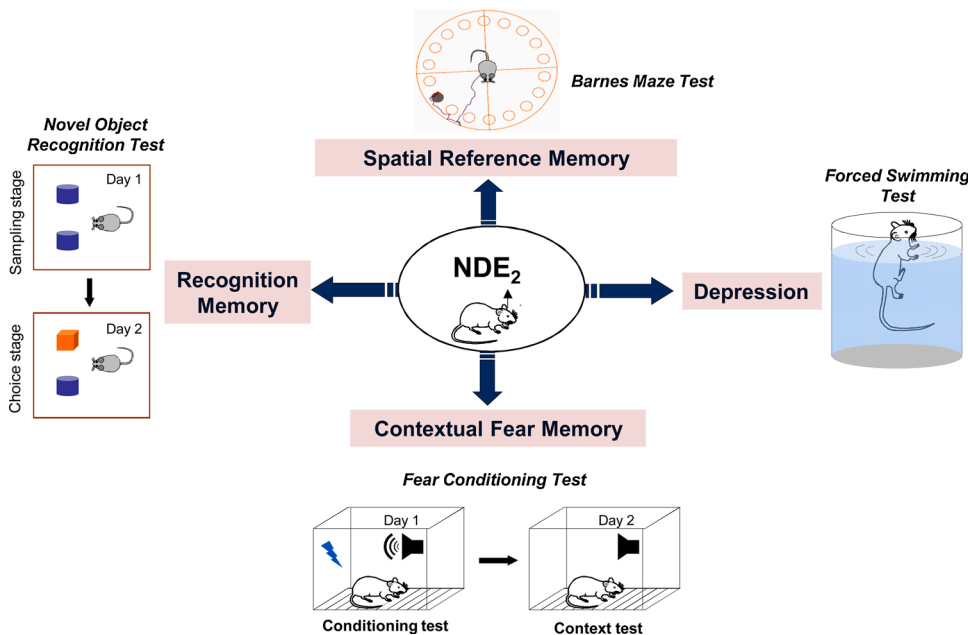 Barnes Maze Test
Spatial Reference Memory
Novel Object
Recognition Test
Sampling stage
Day 1
Choice stage
Day 2
Recognition
Memory
NDE2
Depression
Forced Swimming
Test
Contextual Fear Memory
Fear Conditioning Test
Day 1
Conditioning test
Day 2
Context test